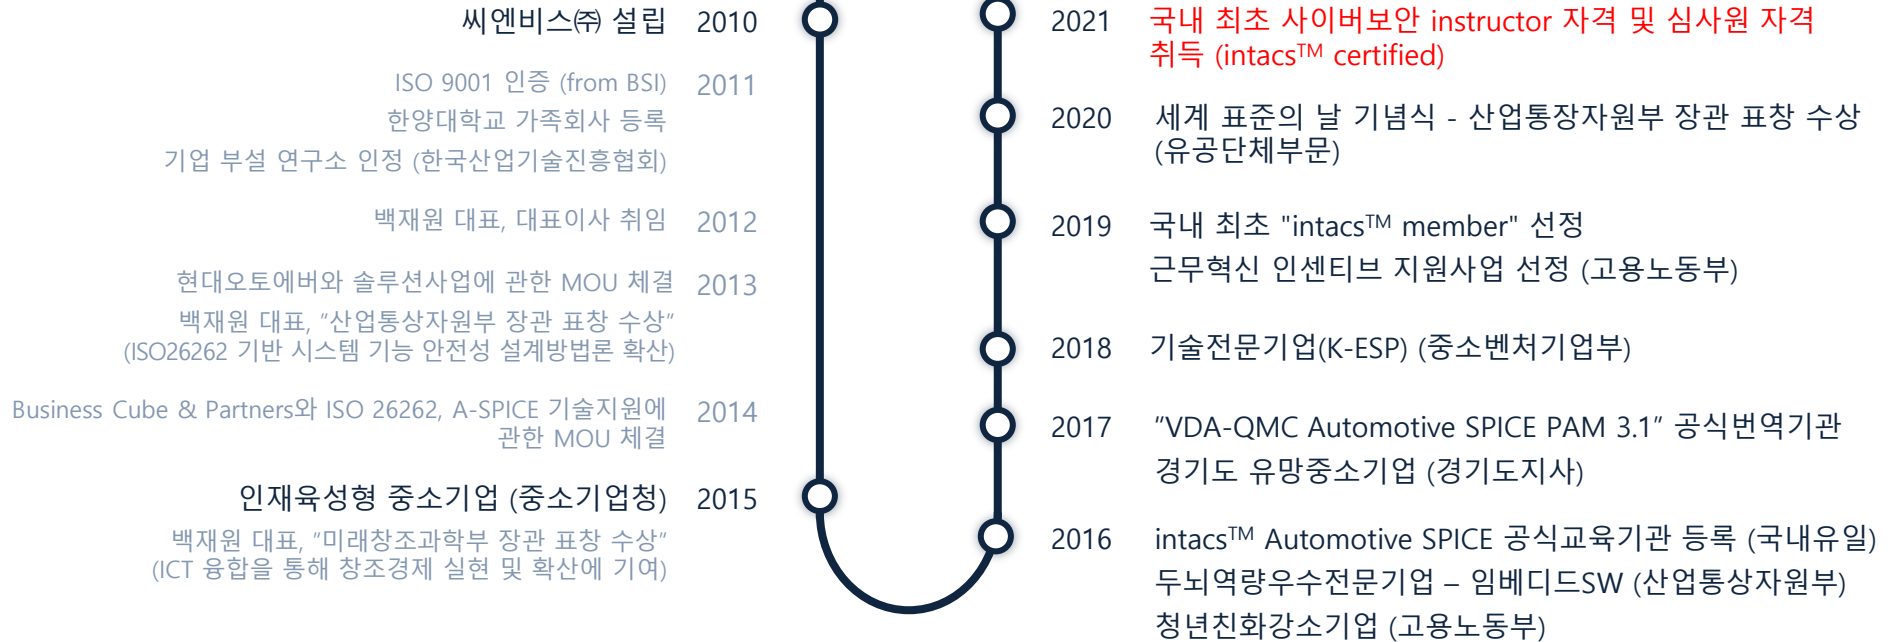 씨엔비스㈜ 설립 2010
ISO 9001 인증 (from BSI) 2011
한양대학교 가족회사 등록
기업 부설 연구소 인정 (한국산업기술진흥협회)
백재원 대표, 대표이사 취임 2012
현대오토에버와 솔루션사업에 관한 MOU 체결 2013
백재원 대표, “산업통상자원부 장관 표창 수상”
(ISO26262 기반 시스템 기능 안전성 설계방법론 확산)
Business Cube & Partners와 ISO 26262, A-SPICE 기술지원에 2014
관한 MOU 체결
인재육성형 중소기업 (중소기업청) 2015
백재원 대표, “미래창조과학부 장관 표창 수상”
(ICT 융합을 통해 창조경제 실현 및 확산에 기여)
2021 국내 최초 사이버보안 instructor 자격 및 심사원 자격
취득 (intacs™ certified)
2020 세계 표준의 날 기념식 - 산업통장자원부 장관 표창 수상
(유공단체부문)
2019 국내 최초 "intacs™ member" 선정
근무혁신 인센티브 지원사업 선정 (고용노동부)
2018 기술전문기업(K-ESP) (중소벤처기업부)
2017 “VDA-QMC Automotive SPICE PAM 3.1” 공식번역기관
경기도 유망중소기업 (경기도지사)
2016 intacs™ Automotive SPICE 공식교육기관 등록 (국내유일)
두뇌역량우수전문기업 – 임베디드SW (산업통상자원부)
청년친화강소기업 (고용노동부)